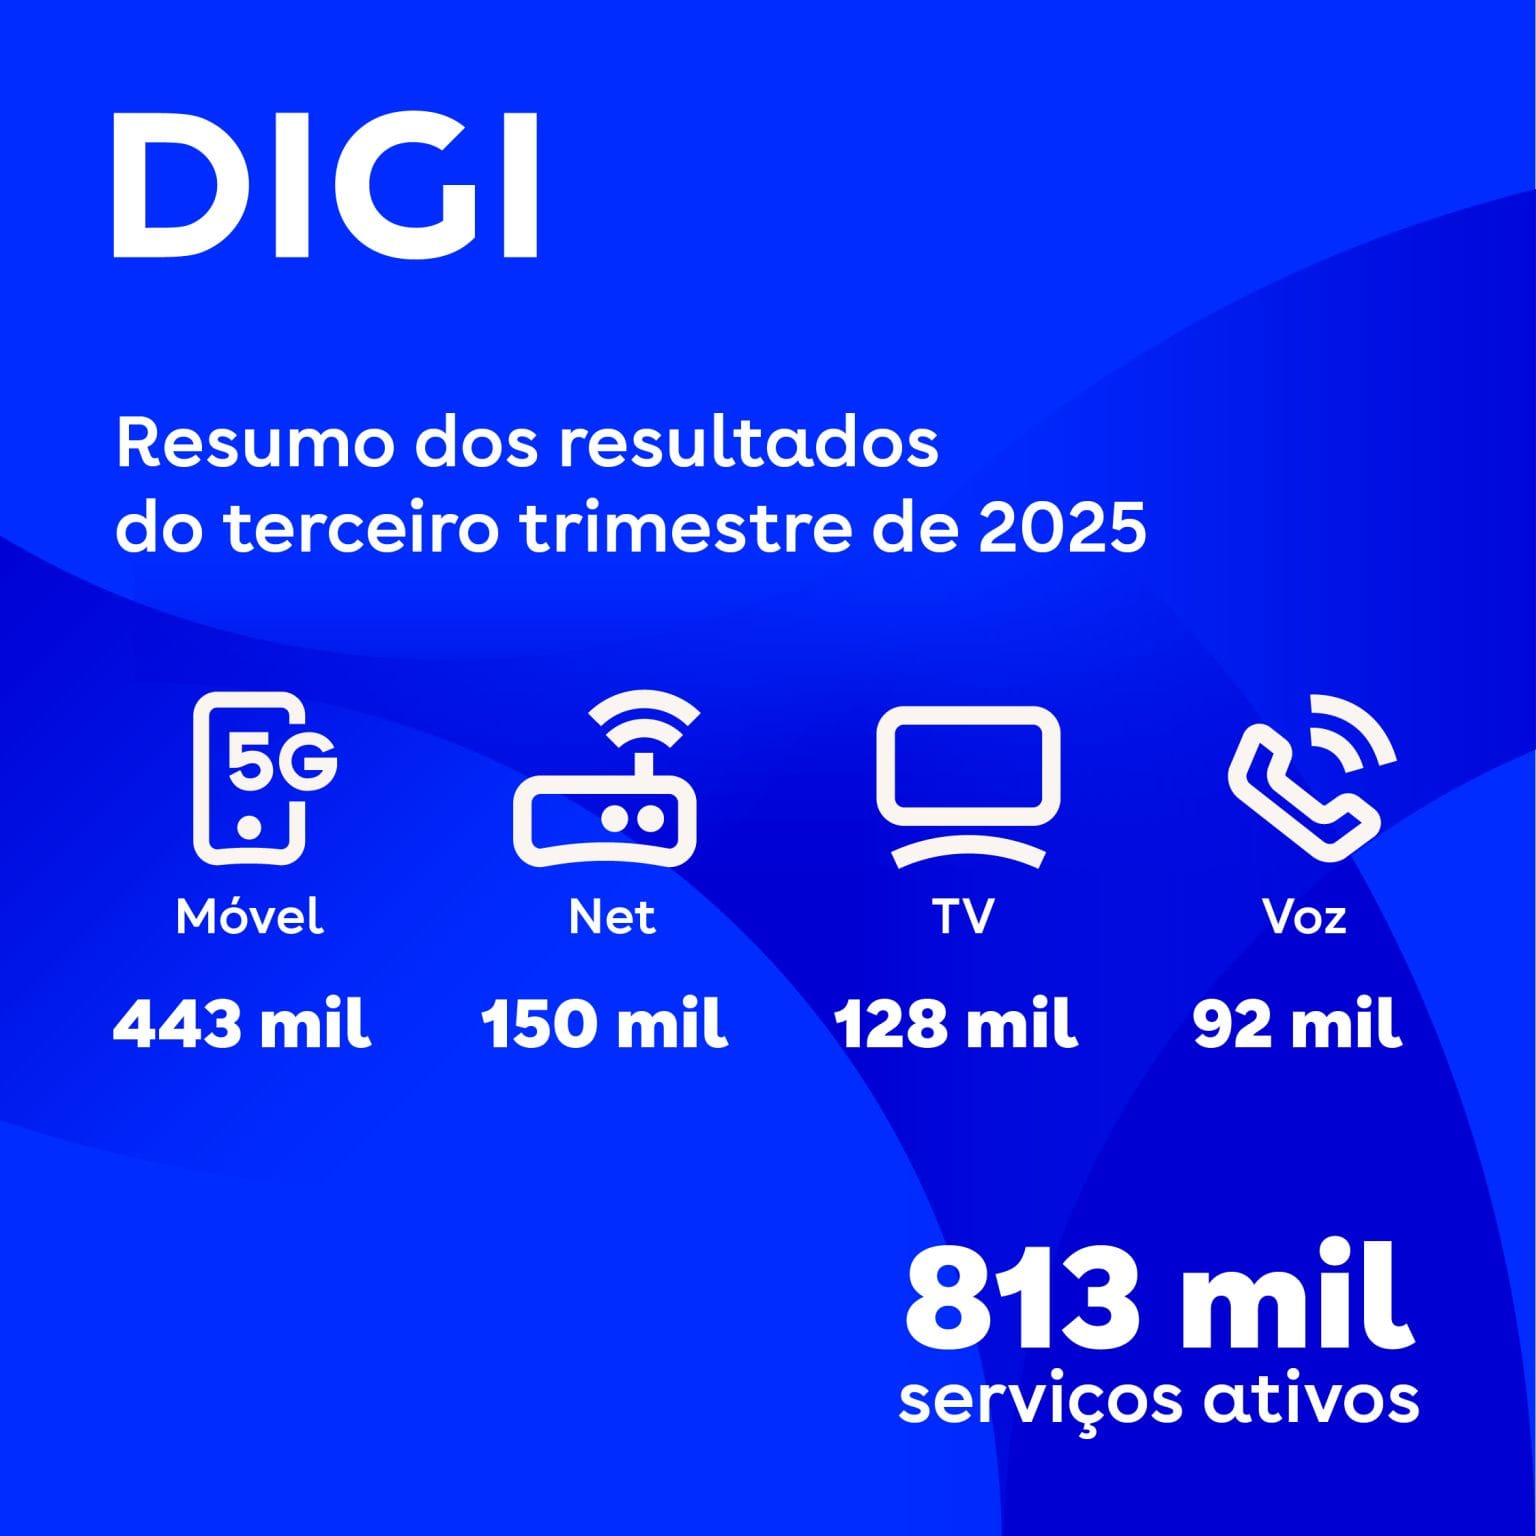 DIGI
Resumo dos resultados
do terceiro trimestre de 2025
5G
Móvel
Net
TV
Voz
443 mil
150 mil
128 mil
92 mil
813 mil
serviços ativos